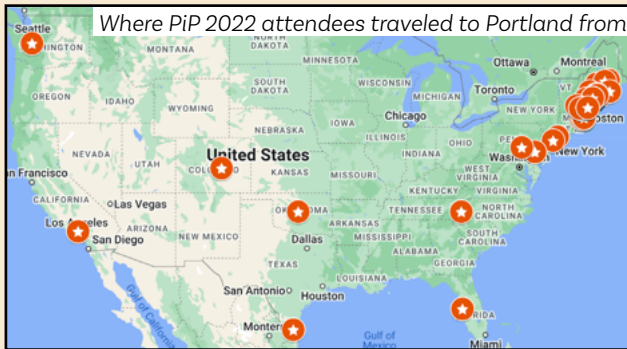 Where PiP 2022 attendees traveled to Portland from
Seattle
NORTH
DAKOTA
MONTANA
MINNESOTA
Ottawa
Montreal
OREGON
IDAHO
SOUTH
DAKOTA
WISCONSIN
MICHIGAN
Toronto
VT
WYOMING
NEW YORK
Chicago
IOWA
NEBRASKA
New York
NEVADA
UTAH
United States
ILLINOIS
INDIANA
OHIO
KANSAS
MISSOURI
WEST
VIRGINIA
VIRGINIA
KENTUCKY
CALIFORNIA
Las Vegas
TENNESSEE
NORTH
CAROLINA
ARIZONA
NEW MEXICO
ARKANSAS
San Diego
Dallas
MISSISSIPPI
SOUTH
CAROLINA
ALABAMA
TEXAS
GEORGIA
LOUISIANA
San Antonio
Houston
Gulf of
Mexico
Miami